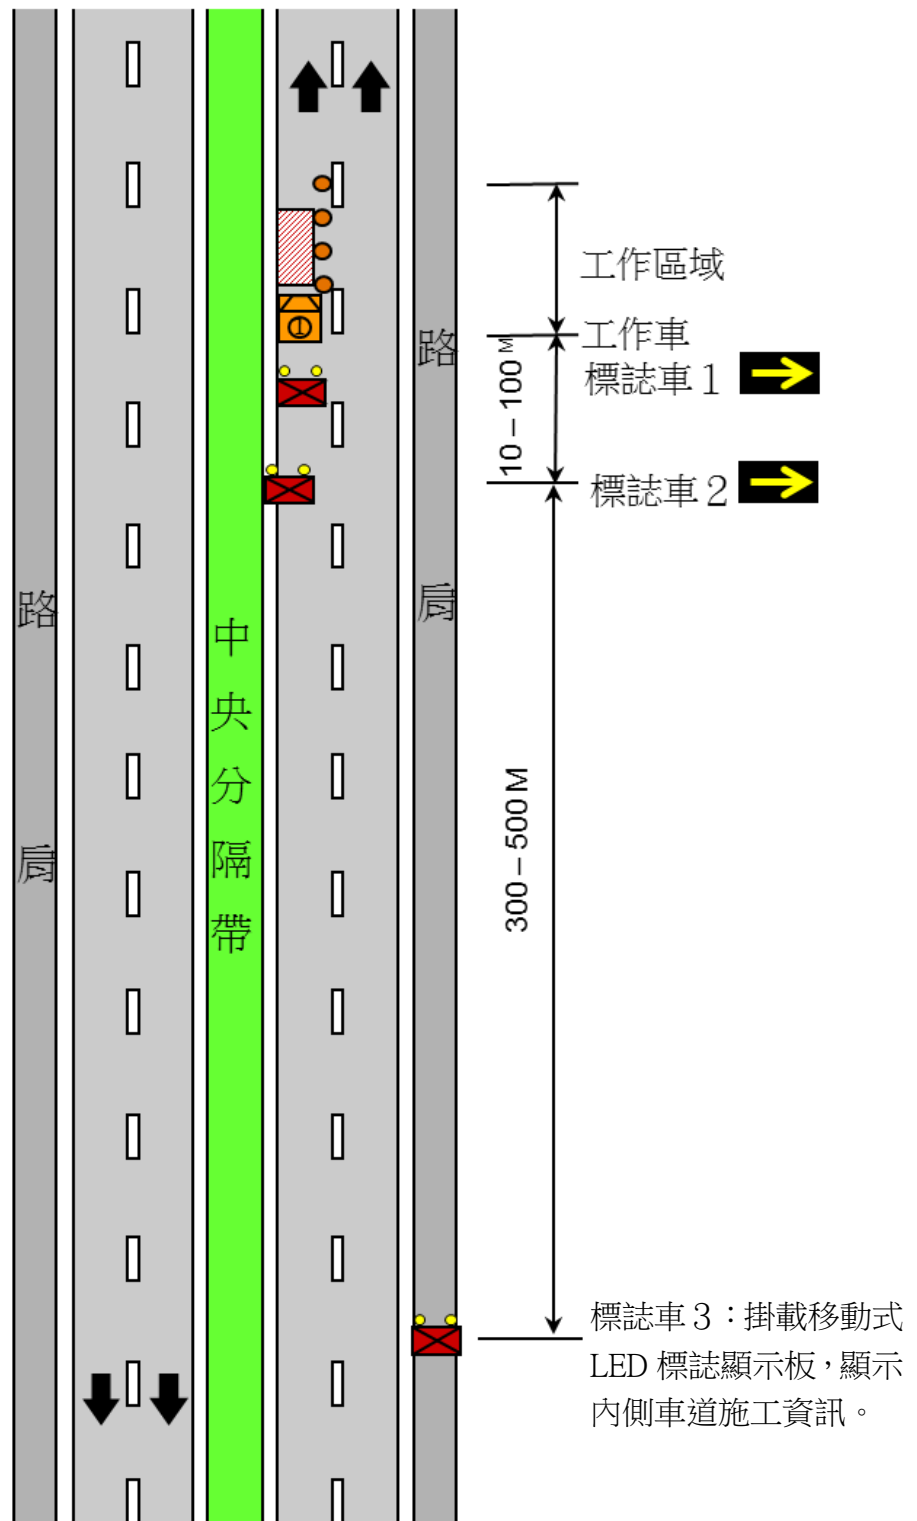 工作區域
工作車
標誌車１
10－100M
標誌車２
路肩
路肩
中央分隔帶
300－500M
標誌車３：掛載移動式
LED 標誌顯示板，顯示
內側車道施工資訊。
①